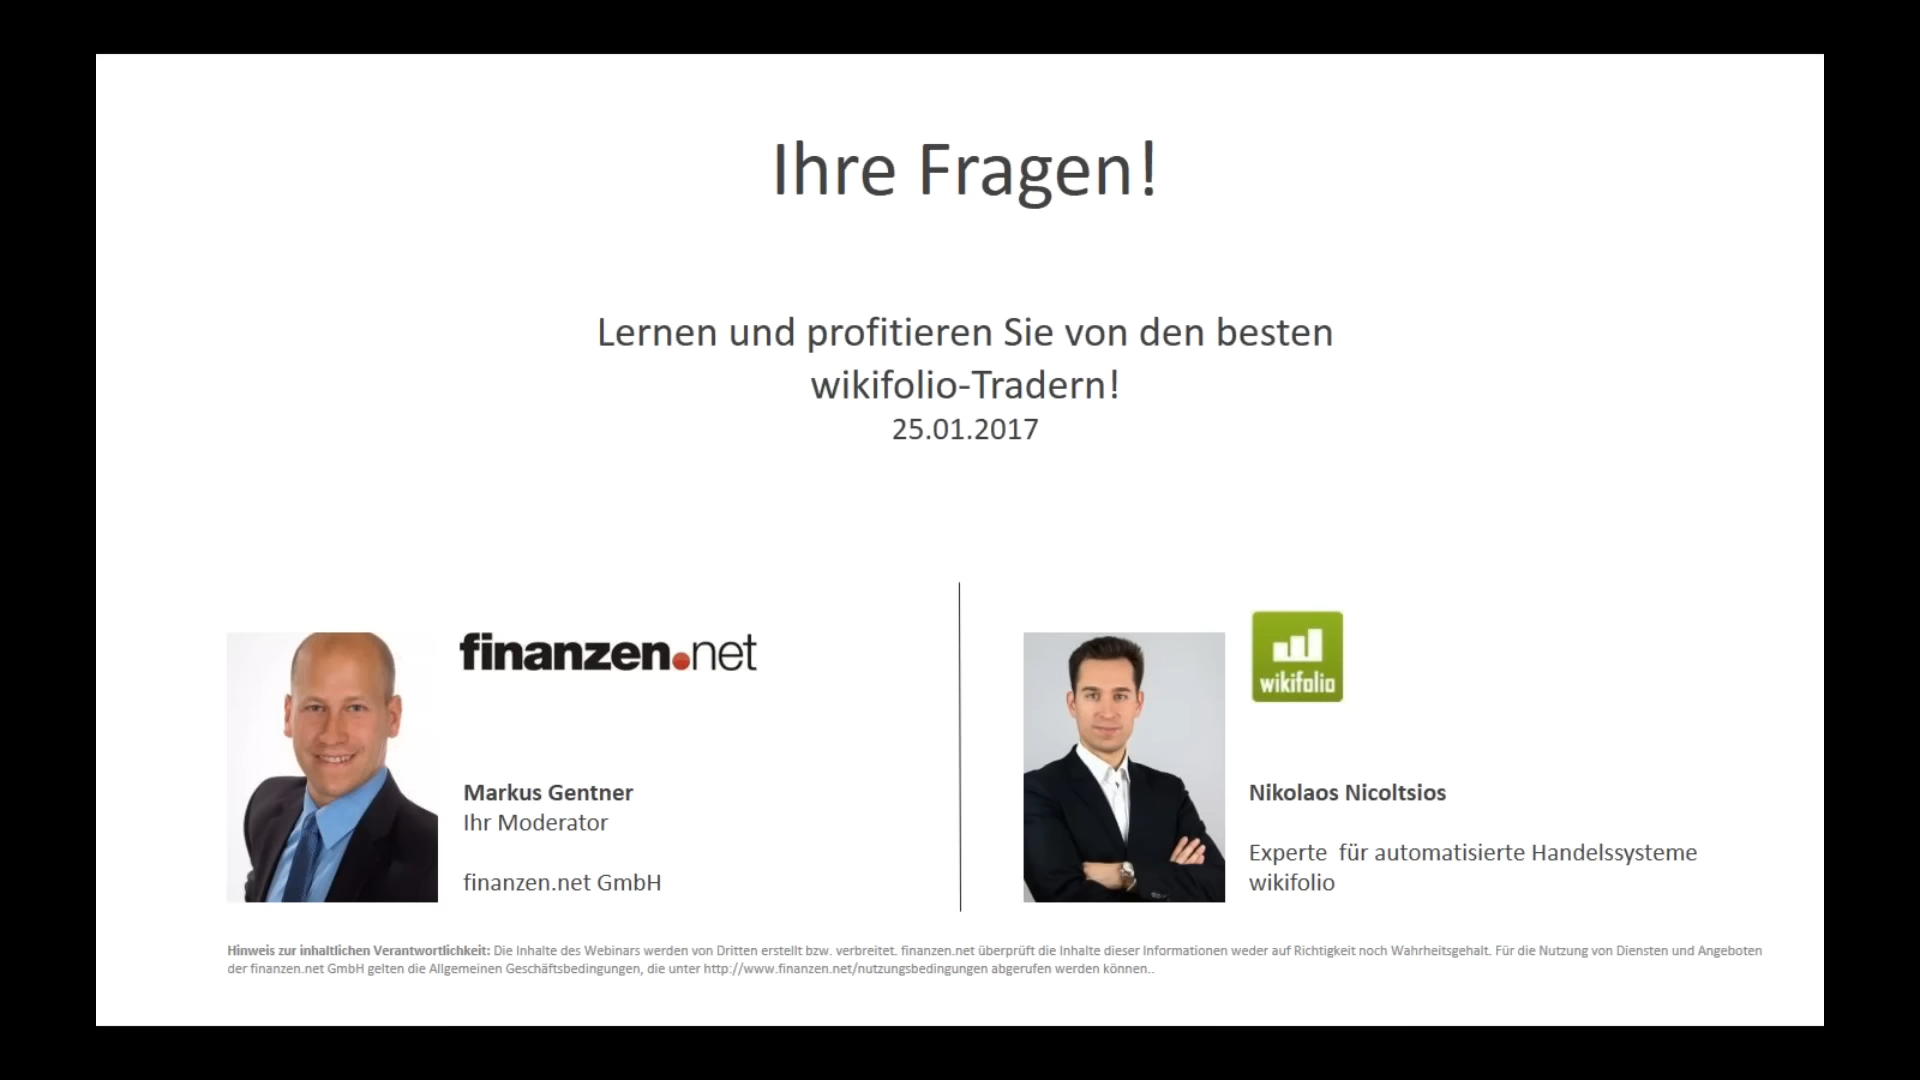 Ihre Fragen!
Lernen und profitieren Sie von den besten
wikifolio-Tradern!
25.01.2017
finanzen.net
Markus Gentner
Ihr Moderator
finanzen.net GmbH
wikifolio
Nikolaos Nicoltsios
Experte für automatisierte Handelssysteme
wikifolio
Hinweis zur inhaltlichen Verantwortlichkeit: Die Inhalte des Webinars werden von Dritten erstellt bzw. verbreitet. finanzen.net überprüft die Inhalte dieser Informationen weder auf Richtigkeit noch Wahrheitsgehalt. Für die Nutzung von Diensten und Angeboten
der finanzen.net GmbH gelten die Allgemeinen Geschäftsbedingungen, die unter http://www.finanzen.net/nutzungsbedingungen abgerufen werden können..